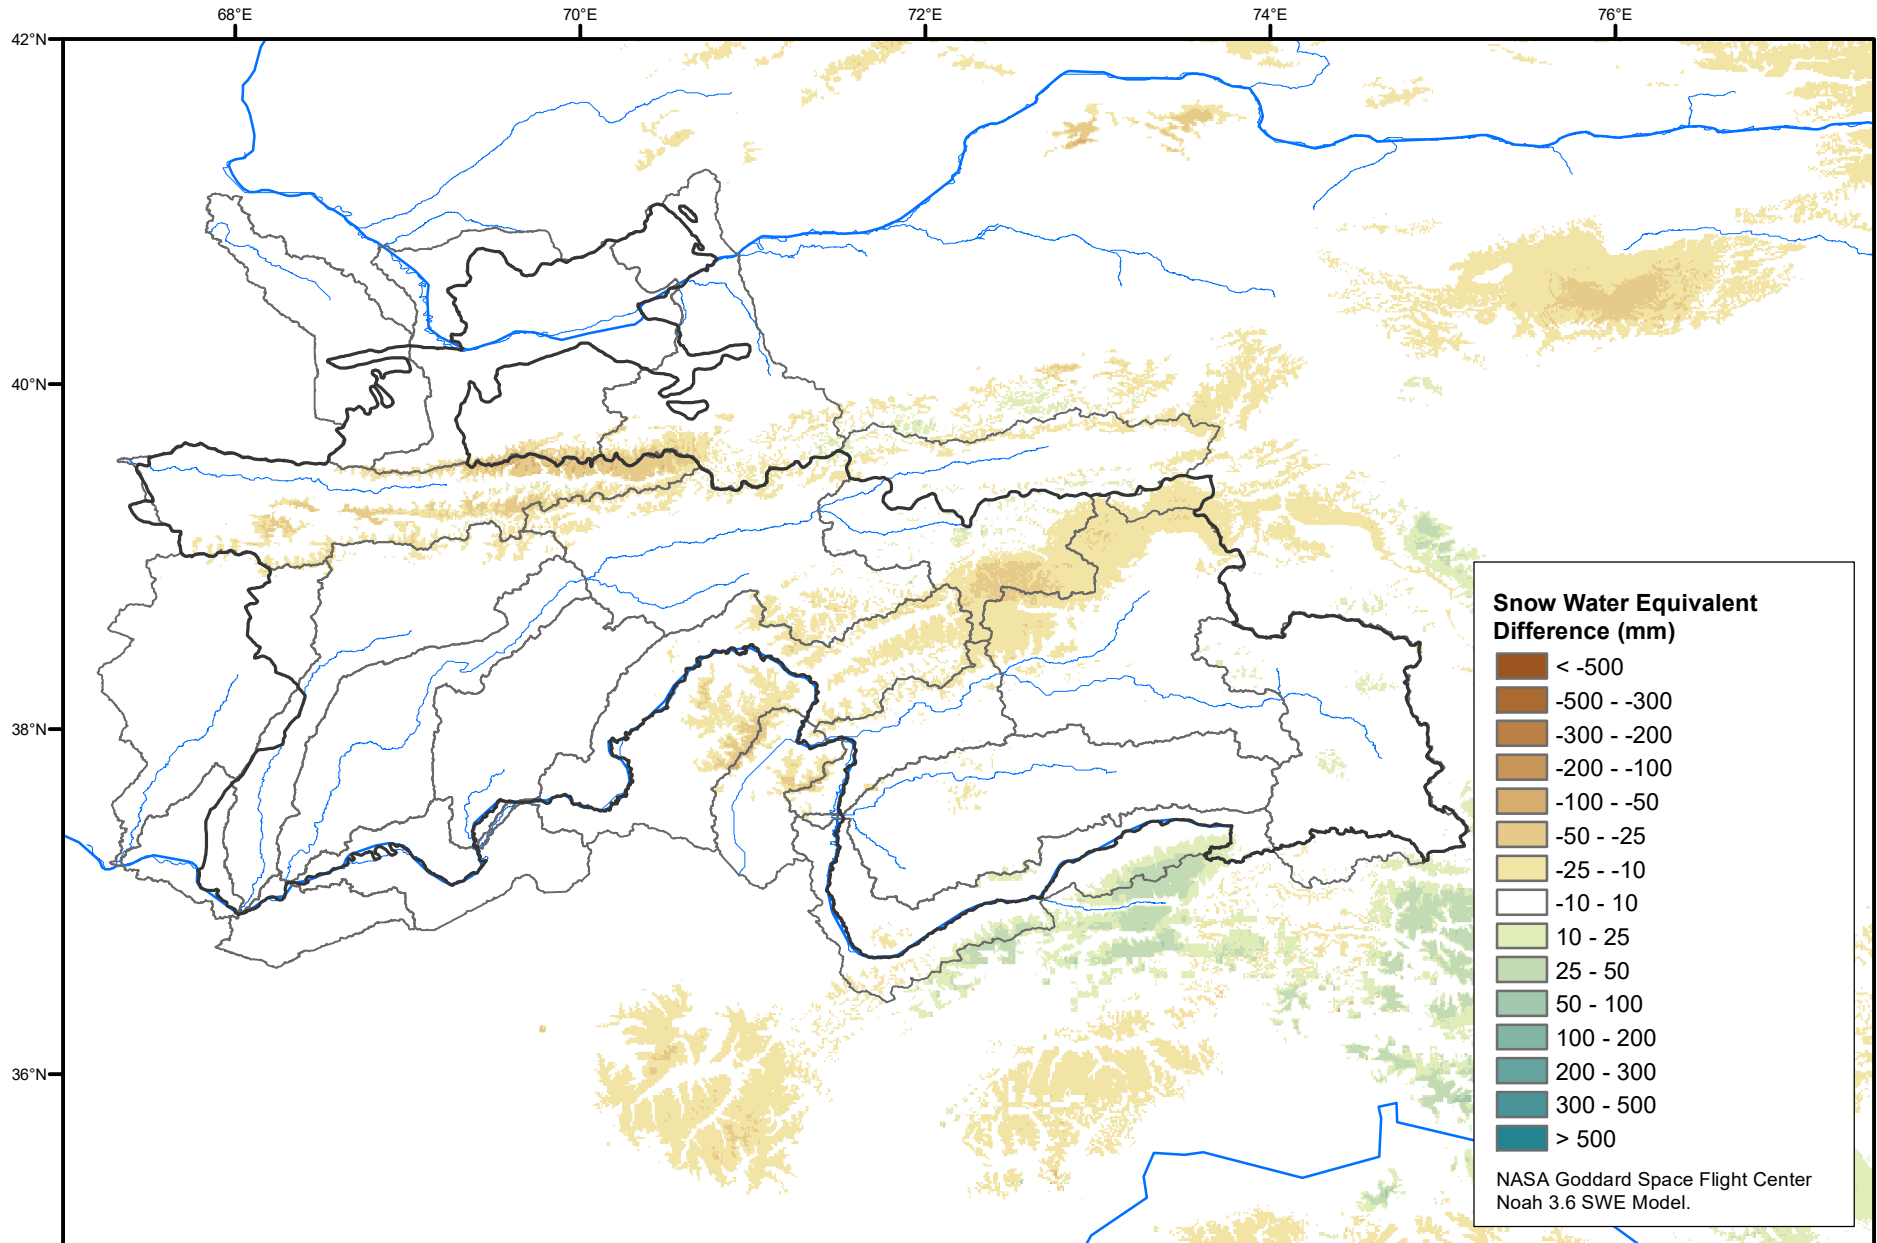 68°E 70°E 72°E 74°E 76°E
42°N
40°N
38°N
36°N
Snow Water Equivalent
Difference (mm)
< -500
-500 - -300
-300 - -200
-200 - -100
-100 - -50
-50 - -25
-25 - -10
-10 - 10
10 - 25
25 - 50
50 - 100
100 - 200
200 - 300
300 - 500
> 500
NASA Goddard Space Flight Center
Noah 3.6 SWE Model.